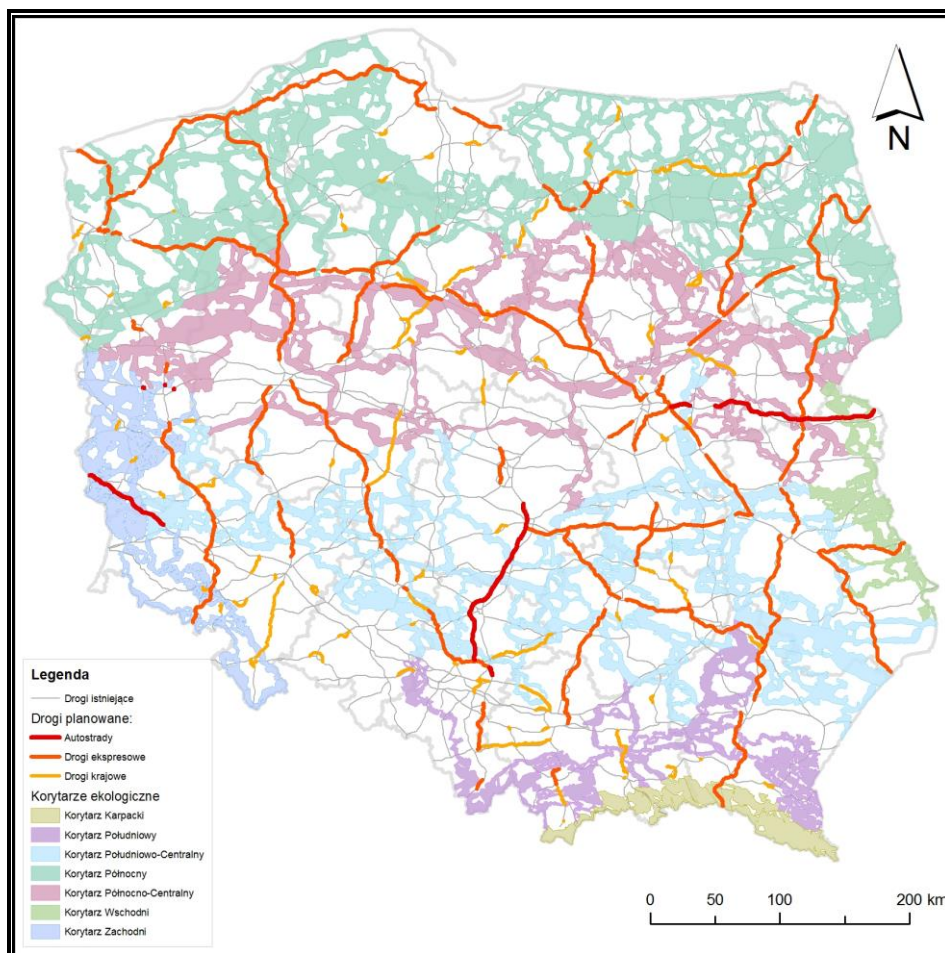 N
Legenda
Drogi istniejące
Drogi planowane:
Autostrady
Drogi ekspresowe
Drogi krajowe
Korytarze ekologiczne
Korytarz Karpacki
Korytarz Południowy
Korytarz Południowo-Centralny
Korytarz Północny
Korytarz Północno-Centralny
Korytarz Wschodni
Korytarz Zachodni
0 50 100 200 km